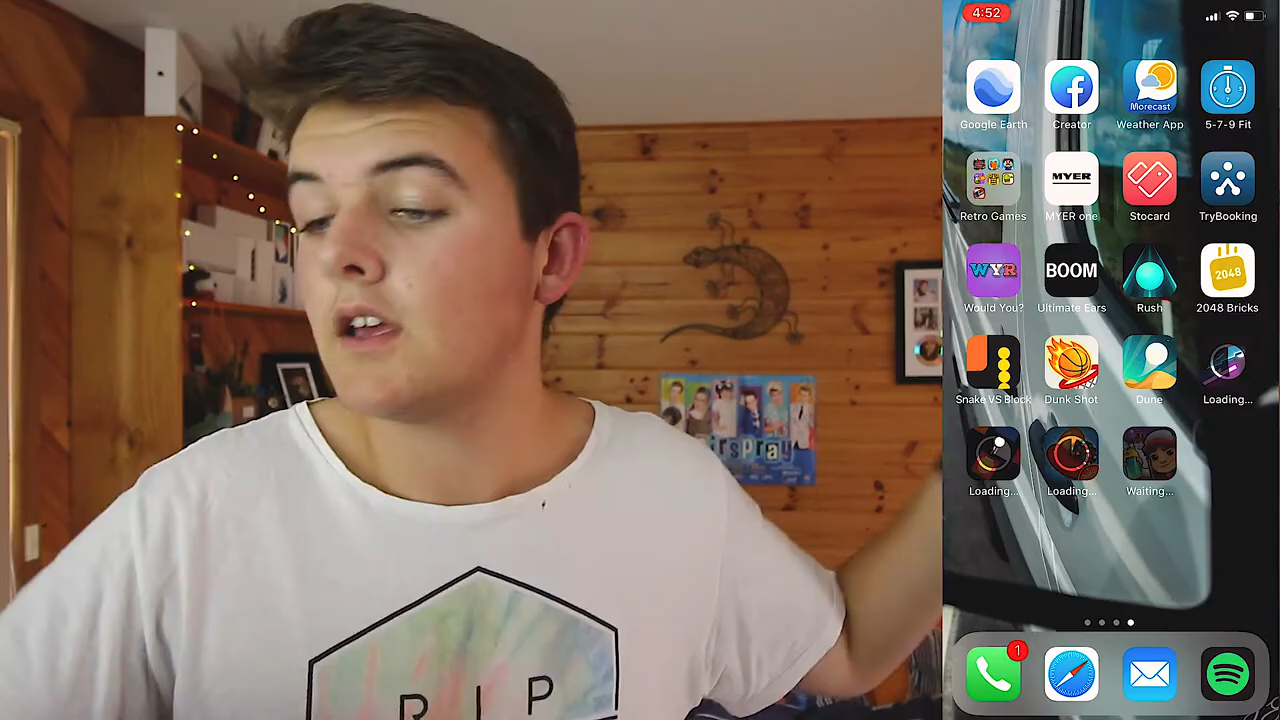 4:52
Morecast
Google Earth
Creator
Weather App
5-7-9 Fit
MYER
Retro Games
MYER one
Stocard
TryBooking
WYR
BOOM
2048
Would You?
Ultimate Ears
Rush
2048 Bricks
Snake VS Block
Dunk Shot
Dune
Loading...
Loading...
Loading...
Waiting...
irspray
RIP
1